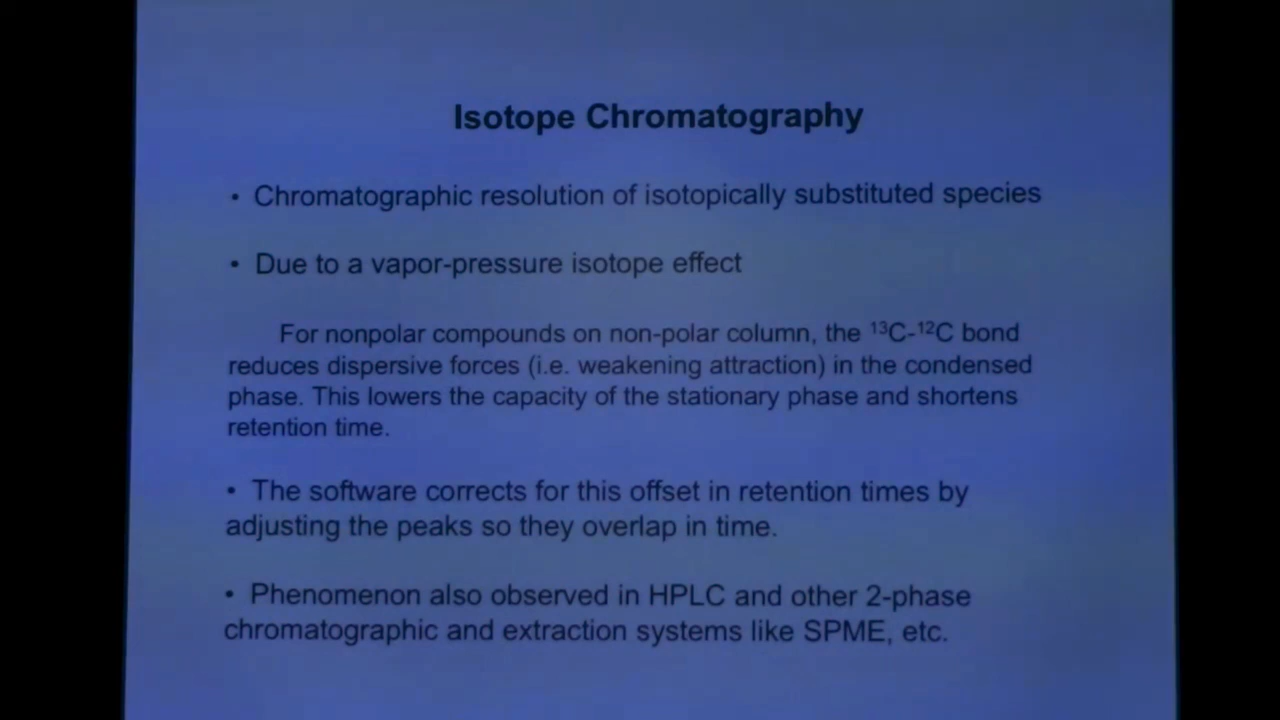 Isotope Chromatography
• Chromatographic resolution of isotopically substituted species
• Due to a vapor-pressure isotope effect
For nonpolar compounds on non-polar column, the ¹³C-¹²C bond
reduces dispersive forces (i.e. weakening attraction) in the condensed
phase. This lowers the capacity of the stationary phase and shortens
retention time.
• The software corrects for this offset in retention times by
adjusting the peaks so they overlap in time.
• Phenomenon also observed in HPLC and other 2-phase
chromatographic and extraction systems like SPME, etc.